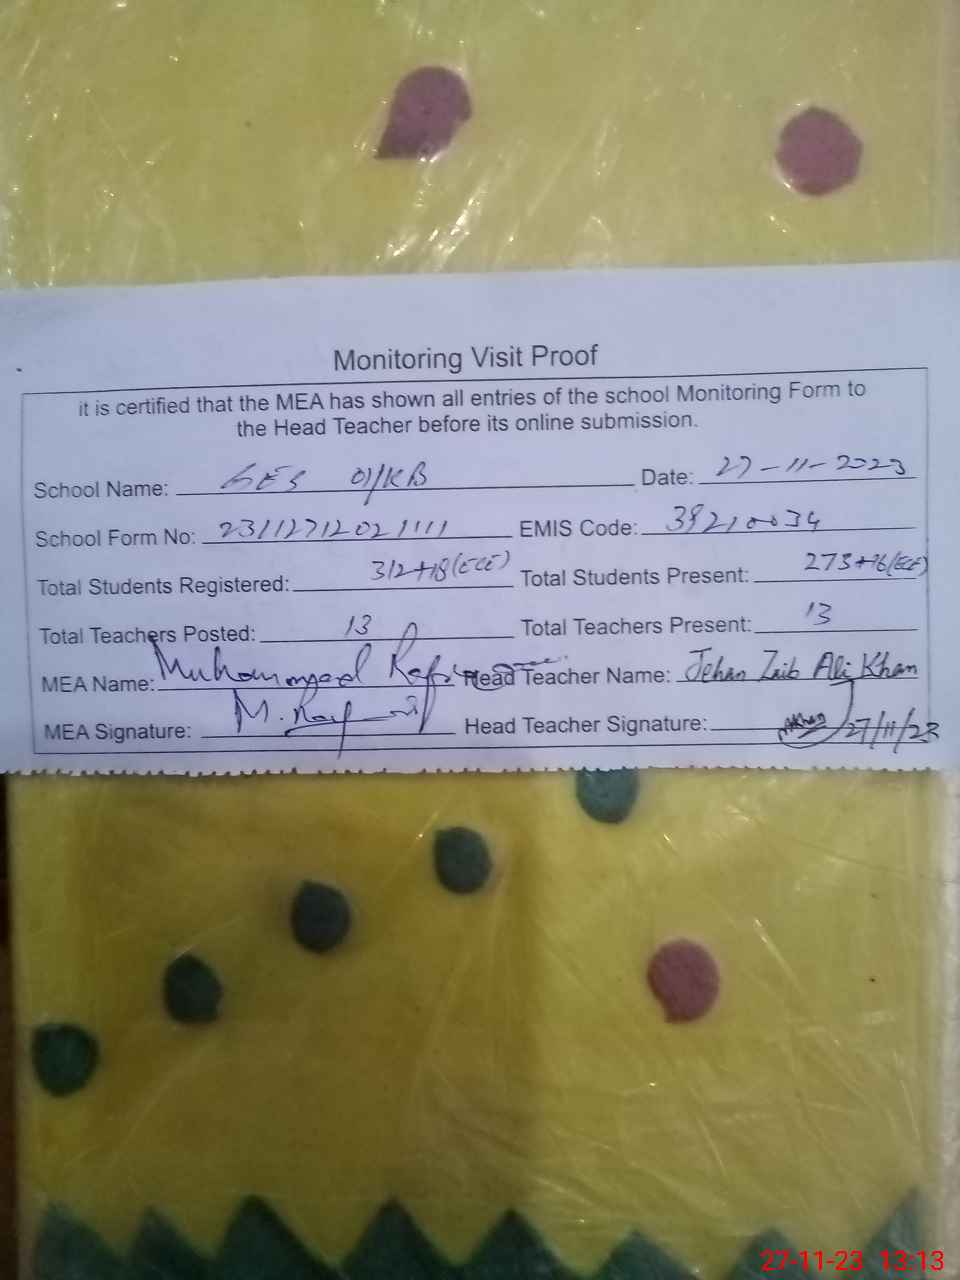 Monitoring Visit Proof
it is certified that the MEA has shown all entries of the school Monitoring Form to
the Head Teacher before its online submission.
School Name: GES 01/KB Date: 27-11-2023
School Form No: 231127120211111 EMIS Code: 39210034
Total Students Registered: 312+18(ECE) Total Students Present: 273+16(ECE)
Total Teachers Posted: 13 Total Teachers Present: 13
MEA Name: Muhammad Head Teacher Name: Jehan Zaib Ali Khan
MEA Signature: M. Head Teacher Signature: 27/11/23
27-11-23 13:13